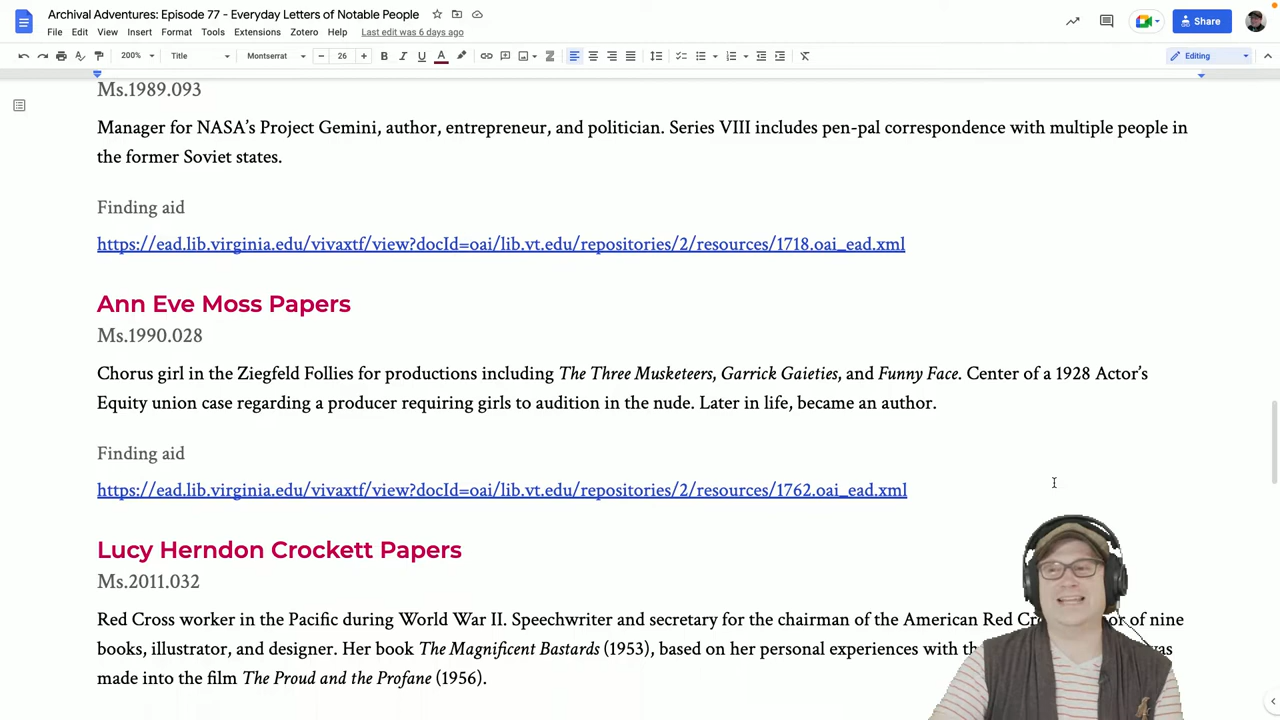 Archival Adventures: Episode 77 - Everyday Letters of Notable People
Share
File Edit View Insert Format Tools Extensions Zotero Help Last edit was 6 days ago
200% Title Montserrat 26 Editing
Ms.1989.093
Manager for NASA's Project Gemini, author, entrepreneur, and politician. Series VIII includes pen-pal correspondence with multiple people in
the former Soviet states.
Finding aid
https://ead.lib.virginia.edu/vivaxtf/view?docId=oai/lib.vt.edu/repositories/2/resources/1718.oai_ead.xml
Ann Eve Moss Papers
Ms.1990.028
Chorus girl in the Ziegfeld Follies for productions including The Three Musketeers, Garrick Gaieties, and Funny Face. Center of a 1928 Actor's
Equity union case regarding a producer requiring girls to audition in the nude. Later in life, became an author.
Finding aid
https://ead.lib.virginia.edu/vivaxtf/view?docId=oai/lib.vt.edu/repositories/2/resources/1762.oai_ead.xml
Lucy Herndon Crockett Papers
Ms.2011.032
Red Cross worker in the Pacific during World War II. Speechwriter and secretary for the chairman of the American Red of nine
books, illustrator, and designer. Her book The Magnificent Bastards (1953), based on her personal experiences with
made into the film The Proud and the Profane (1956).